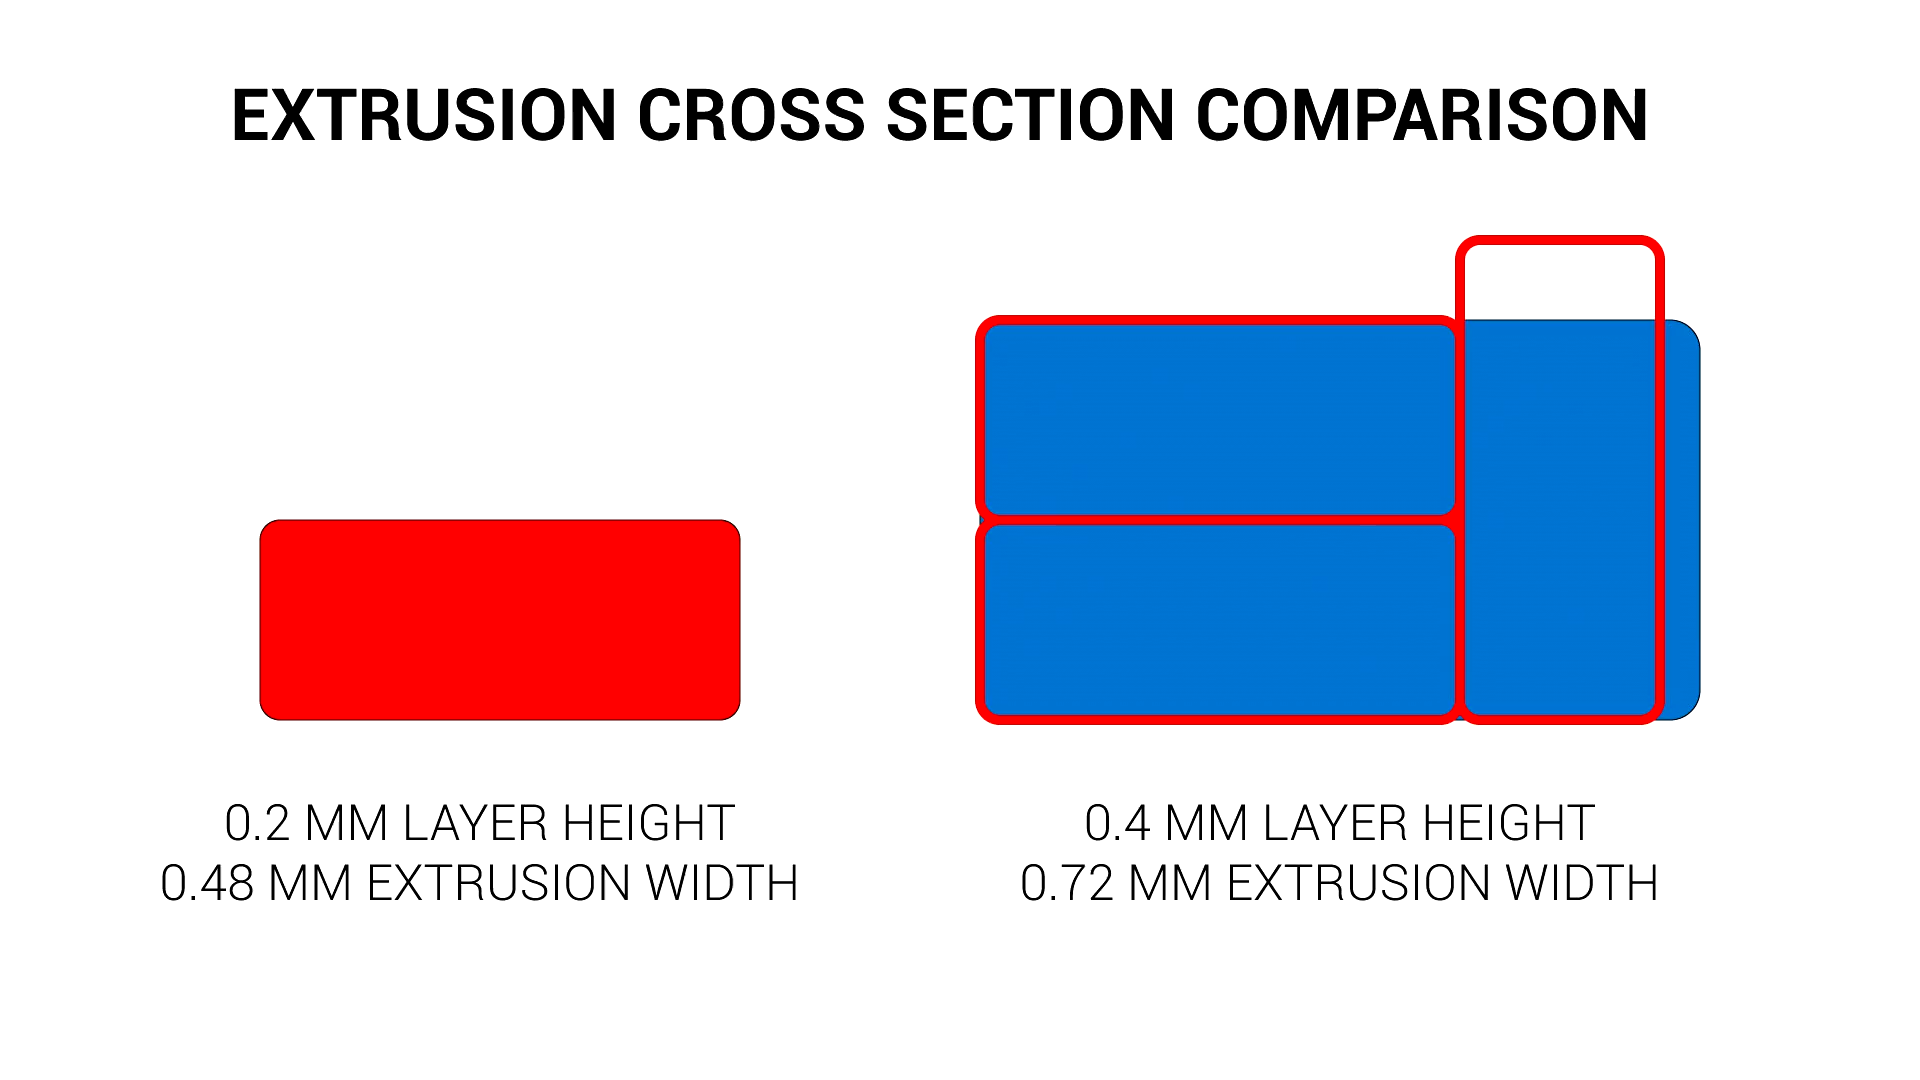 EXTRUSION CROSS SECTION COMPARISON
0.2 MM LAYER HEIGHT
0.48 MM EXTRUSION WIDTH
0.4 MM LAYER HEIGHT
0.72 MM EXTRUSION WIDTH